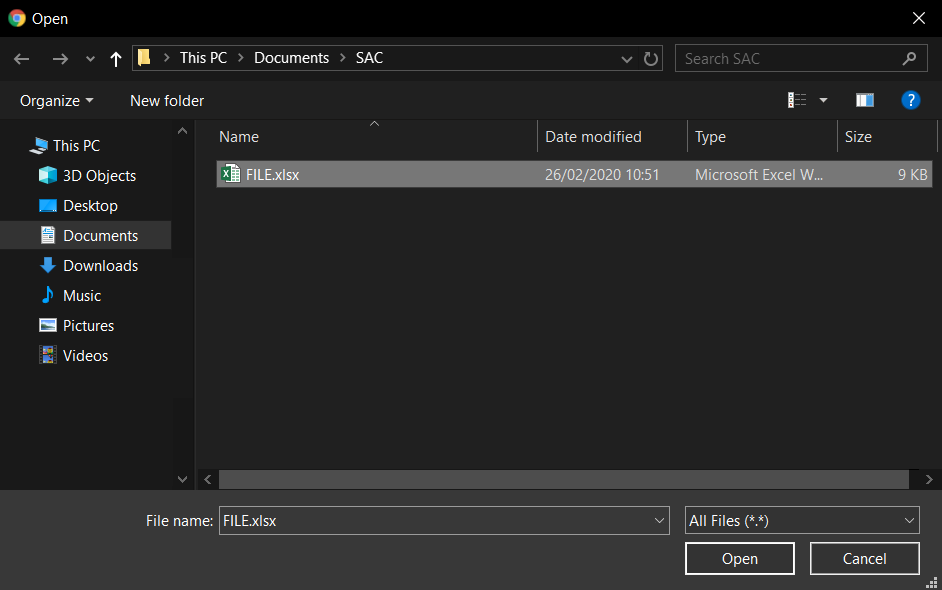 Open
This PC Documents SAC
Search SAC
Organize New folder
?
Name Date modified Type Size
FILE.xlsx 26/02/2020 10:51 Microsoft Excel W... 9 KB
This PC
3D Objects
Desktop
Documents
Downloads
Music
Pictures
Videos
File name: FILE.xlsx All Files (*.*)
Open Cancel